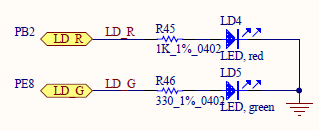 LD4
PB2 LD_R LD_R R45
1K_1%_0402 LED, red
LD5
PE8 LD_G LD_G R46
330_1%_0402 LED, green